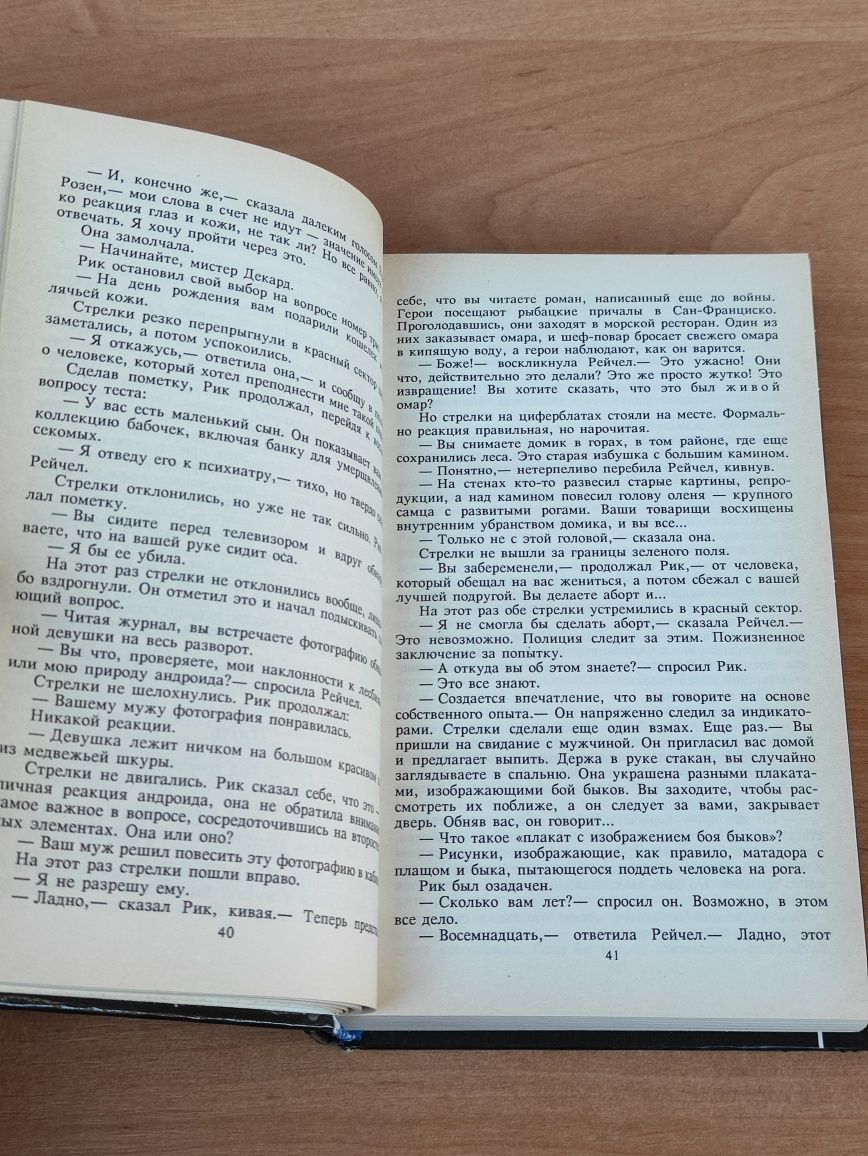 — И, конечно же,— сказала далеким голосом
Розен,— мои слова в счет не идут — значение имеет
ко реакция глаз и кожи, не так ли? Но все равно,
отвечать. Я хочу пройти через это.
Она замолчала.
— Начинайте, мистер Декард.
Рик остановил свой выбор на вопросе номер три:
— На день рождения вам подарили кошелек
лячьей кожи.
Стрелки резко перепрыгнули в красный сектор
заметались, а потом успокоились.
— Я откажусь,— ответила она,— и сообщу в
о человеке, который хотел преподнести мне такой
Сделав пометку, Рик продолжал, перейдя к
вопросу теста:
— У вас есть маленький сын. Он показывает вам
коллекцию бабочек, включая банку для умерщвления
секомых.
— Я отведу его к психиатру,— тихо, но твердо
Рейчел.
Стрелки отклонились, но уже не так сильно. Рик
лал пометку.
— Вы сидите перед телевизором и вдруг
ваете, что на вашей руке сидит оса.
— Я бы ее убила.
На этот раз стрелки не отклонились вообще,
бо вздрогнули. Он отметил это и начал подыскивать
ющий вопрос.
— Читая журнал, вы встречаете фотографию
ной девушки на весь разворот.
— Вы что, проверяете, мои наклонности к
или мою природу андроида?— спросила Рейчел.
Стрелки не шелохнулись. Рик продолжал:
— Вашему мужу фотография понравилась.
Никакой реакции.
— Девушка лежит ничком на большом красивом
из медвежьей шкуры.
Стрелки не двигались. Рик сказал себе, что это —
личная реакция андроида, она не обратила внимания
самое важное в вопросе, сосредоточившись на
ных элементах. Она или оно?
— Ваш муж решил повесить эту фотографию в
На этот раз стрелки пошли вправо.
— Я не разрешу ему.
— Ладно,— сказал Рик, кивая.— Теперь
40
себе, что вы читаете роман, написанный еще до войны.
Герои посещают рыбацкие причалы в Сан-Франциско.
Проголодавшись, они заходят в морской ресторан. Один из
них заказывает омара, и шеф-повар бросает свежего омара
в кипящую воду, а герои наблюдают, как он варится.
— Боже!— воскликнула Рейчел.— Это ужасно! Они
что, действительно это делали? Это же просто жутко! Это
извращение! Вы хотите сказать, что это был живой
омар?
Но стрелки на циферблатах стояли на месте. Формаль-
но реакция правильная, но нарочитая.
— Вы снимаете домик в горах, в том районе, где еще
сохранились леса. Это старая избушка с большим камином.
— Понятно,— нетерпеливо перебила Рейчел, кивнув.
— На стенах кто-то развесил старые картины, репро-
дукции, а над камином повесил голову оленя — крупного
самца с развитыми рогами. Ваши товарищи восхищены
внутренним убранством домика, и вы все...
— Только не с этой головой,— сказала она.
Стрелки не вышли за границы зеленого поля.
— Вы забеременели,— продолжал Рик,— от человека,
который обещал на вас жениться, а потом сбежал с вашей
лучшей подругой. Вы делаете аборт и...
На этот раз обе стрелки устремились в красный сектор.
— Я не смогла бы сделать аборт,— сказала Рейчел.—
Это невозможно. Полиция следит за этим. Пожизненное
заключение за попытку.
— А откуда вы об этом знаете?— спросил Рик.
— Это все знают.
— Создается впечатление, что вы говорите на основе
собственного опыта.— Он напряженно следил за индикато-
рами. Стрелки сделали еще один взмах. Еще раз.— Вы
пришли на свидание с мужчиной. Он пригласил вас домой
и предлагает выпить. Держа в руке стакан, вы случайно
заглядываете в спальню. Она украшена разными плаката-
ми, изображающими бой быков. Вы заходите, чтобы рас-
смотреть их поближе, а он следует за вами, закрывает
дверь. Обняв вас, он говорит...
— Что такое «плакат с изображением боя быков»?
— Рисунки, изображающие, как правило, матадора с
плащом и быка, пытающегося поддеть человека на рога.
Рик был озадачен.
— Сколько вам лет?— спросил он. Возможно, в этом
все дело.
— Восемнадцать,— ответила Рейчел.— Ладно, этот
41